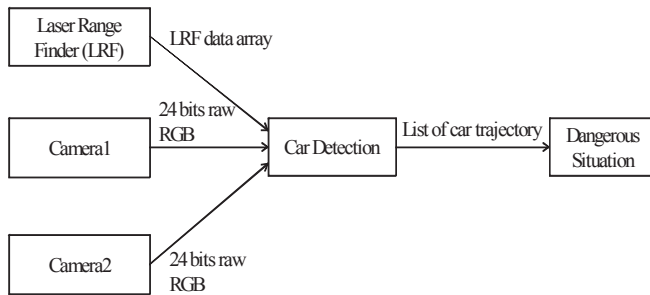 Laser Range
Finder (LRF)
LRF data array
24 bits raw
RGB
Camera1
Car Detection
List of car trajectory
Dangerous
Situation
Camera2
24 bits raw
RGB